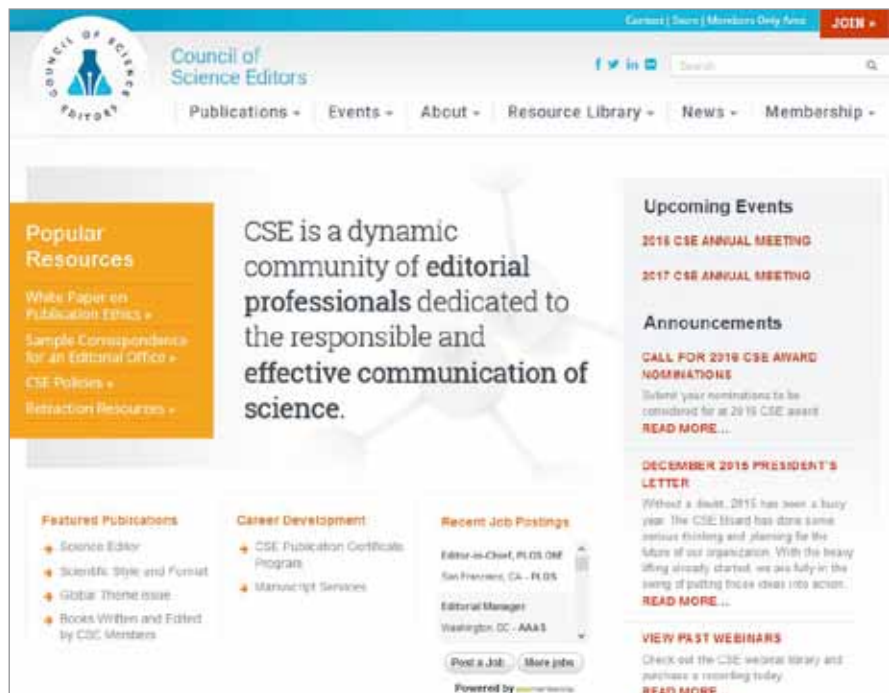 Contact | Store | Members Only Area
JOIN »
COUNCIL OF SCIENCE EDITORS
Council of
Science Editors
Search
Publications
Events
About
Resource Library
News
Membership
Popular
Resources
White Paper on
Publication Ethics »
Sample Correspondence
for an Editorial Office »
CSE Policies »
Retraction Resources »
CSE is a dynamic
community of editorial
professionals dedicated to
the responsible and
effective communication of
science.
Upcoming Events
2016 CSE ANNUAL MEETING
2017 CSE ANNUAL MEETING
Announcements
CALL FOR 2016 CSE AWARD
NOMINATIONS
Submit your nominations to be
considered for at 2016 CSE award
READ MORE...
DECEMBER 2015 PRESIDENT'S
LETTER
Without a doubt, 2015 has been a busy
year. The CSE Board has done some
serious thinking and planning for the
future of our organization. With the heavy
lifting already started, we are fully in the
swing of putting those ideas into action.
READ MORE...
VIEW PAST WEBINARS
Check out the CSE webinar library and
purchase a recording today.
READ MORE...
Featured Publications
Science Editor
Scientific Style and Format
Global Theme Issue
Books Written and Edited
by CSE Members
Career Development
CSE Publication Certificate
Program
Manuscript Services
Recent Job Postings
Editor-in-Chief, PLOS ONE
San Francisco, CA - PLOS
Editorial Manager
Washington, DC - AAAS
Post a Job
More jobs
Powered by